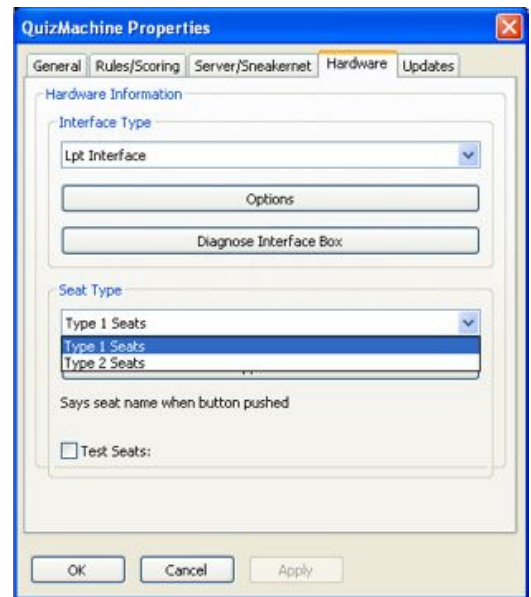 QuizMachine Properties
General Rules/Scoring Server/Sneakernet Hardware Updates
Hardware Information
Interface Type
Lpt Interface
Options
Diagnose Interface Box
Seat Type
Type 1 Seats
Type 1 Seats
Type 2 Seats
Says seat name when button pushed
Test Seats:
OK Cancel Apply